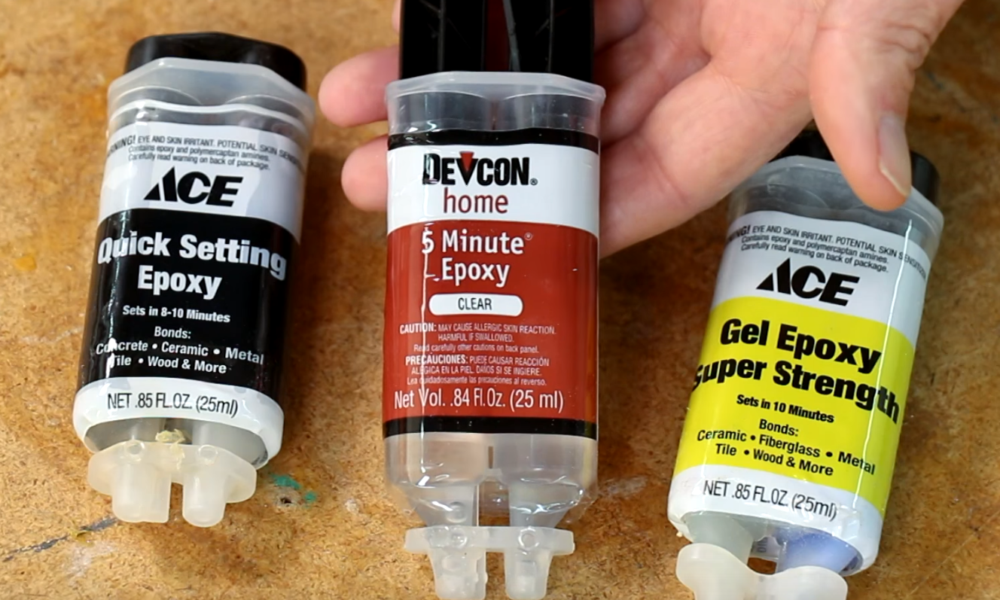 WARNING! EYE AND SKIN IRRITANT. POTENTIAL SKIN
Contains epoxy and polymercaptan amines.
Carefully read warning on back of package.
ACE
Quick Setting
Epoxy
Sets in 8-10 Minutes
Bonds:
Concrete • Ceramic • Metal
Tile • Wood & More
NET .85 FL.OZ. (25ml)
DEVCON®
home
5 Minute®
Epoxy
CLEAR
CAUTION: MAY CAUSE ALLERGIC SKIN REACTION.
HARMFUL IF SWALLOWED.
Read carefully other cautions on back panel.
PRECAUCIONES: PUEDE CAUSAR REACCIÓN
ALÉRGICA EN LA PIEL. DAÑOS SI SE INGIERE.
Lea cuidadosamente las precauciones al reverso.
Net Vol. .84 Fl.Oz. (25 ml)
EYE AND SKIN IRRITANT. POTENTIAL SKIN
Contains epoxy and polymercaptan amines.
Carefully read warning on back of package.
ACE
Gel Epoxy
Super Strength
Sets in 10 Minutes
Bonds:
Ceramic • Fiberglass • Metal
Tile • Wood & More
NET .85 FL.OZ. (25ml)